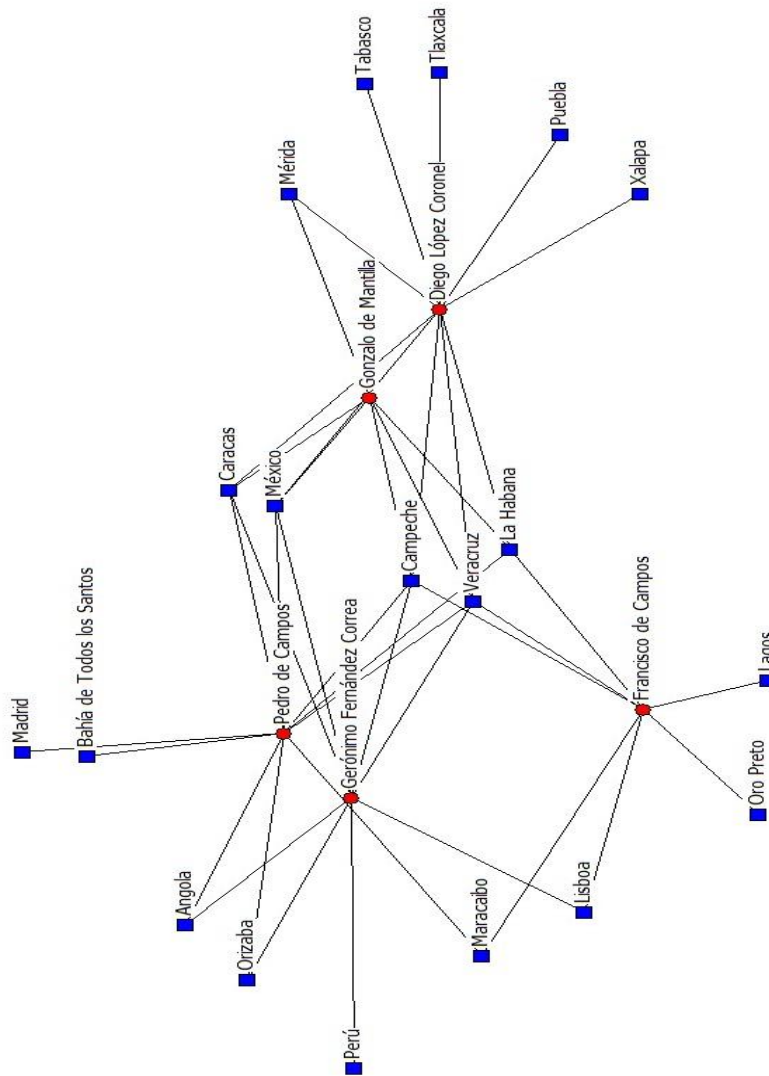 Madrid
Bahía de Todos los Santos
Angola
Caracas
Orizaba
México
Pedro de Campos
Mérida
Perú
Gerónimo Fernández Correa
Tabasco
Gonzalo de Mantilla
Campeche
Diego López Coronel
Tlaxcala
Veracruz
Maracaibo
La Habana
Puebla
Lisboa
Francisco de Campos
Xalapa
Oro Preto
Lagos